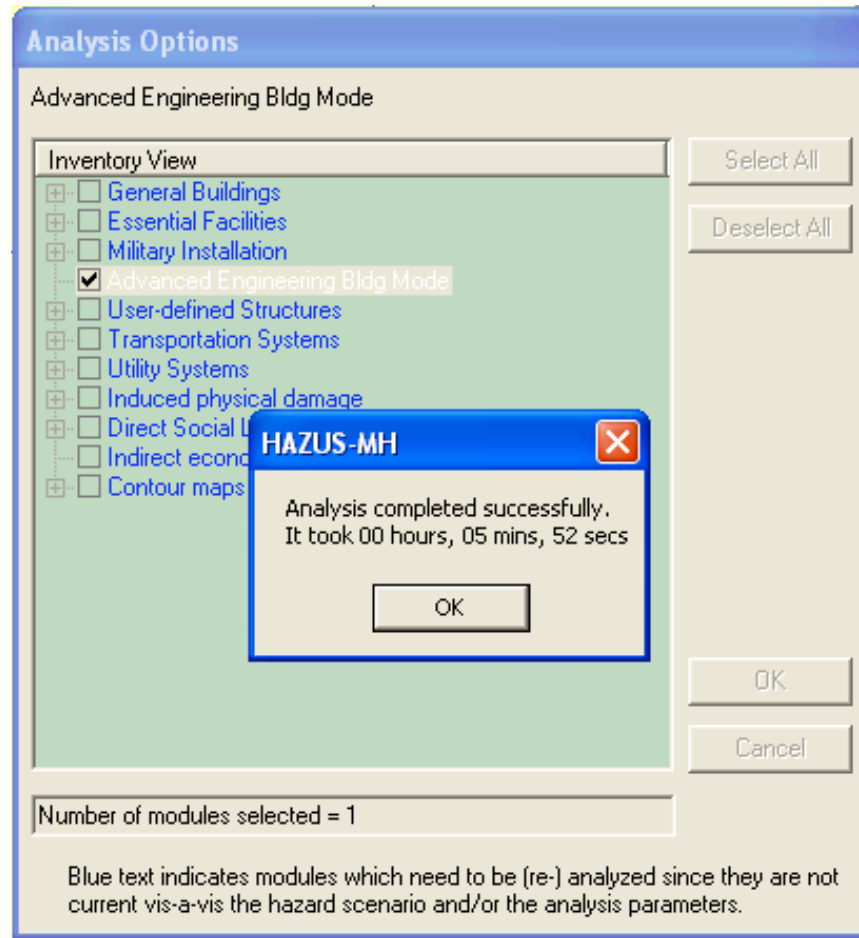 Analysis Options
Advanced Engineering Bldg Mode
Inventory View
Select All
General Buildings
Essential Facilities
Deselect All
Military Installation
Advanced Engineering Bldg Mode
User-defined Structures
Transportation Systems
Utility Systems
Induced physical damage
Direct Social L
HAZUS-MH
Indirect econo
Contour maps
Analysis completed successfully.
It took 00 hours, 05 mins, 52 secs
OK
OK
Cancel
Number of modules selected = 1
Blue text indicates modules which need to be (re-) analyzed since they are not
current vis-a-vis the hazard scenario and/or the analysis parameters.